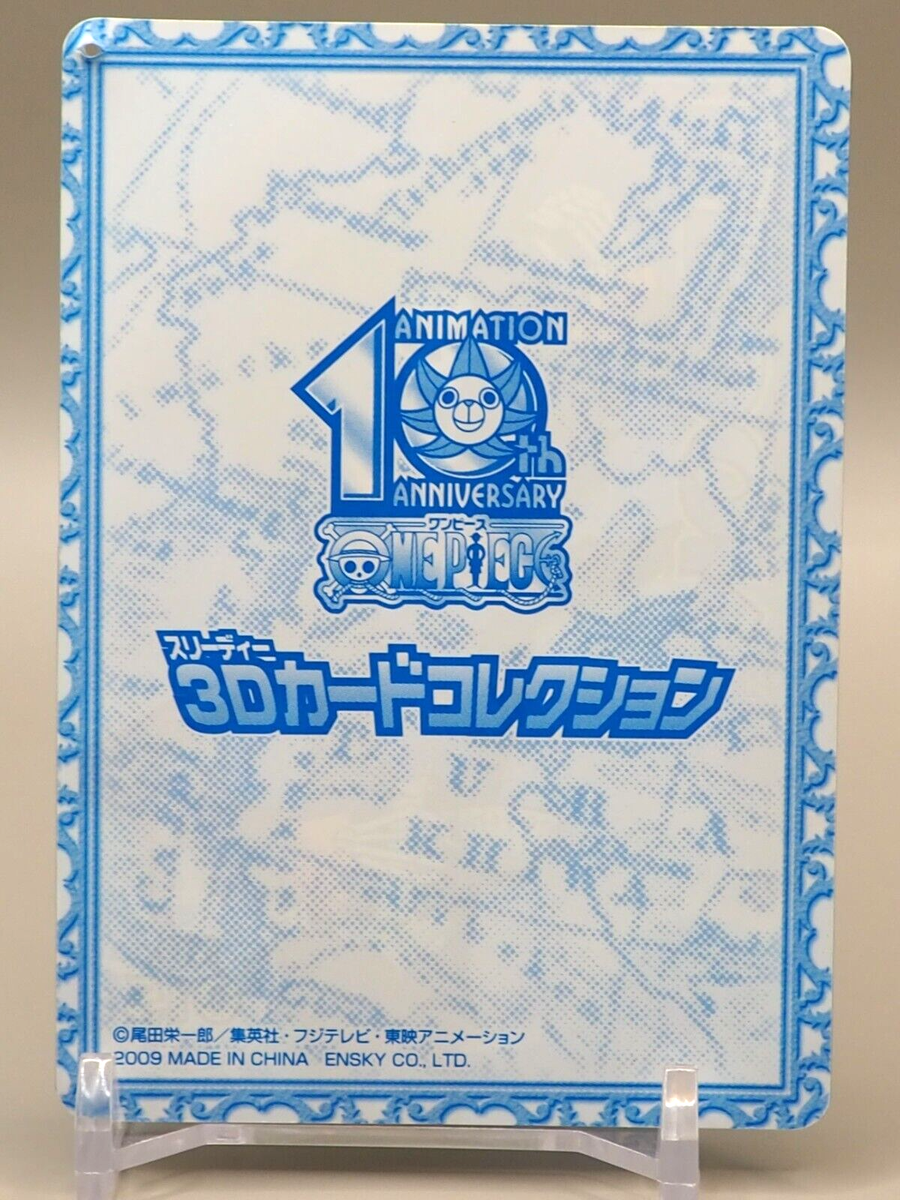 ANIMATION
10th
ANNIVERSARY
ワンピース
ONE PIECE
スリーディー
3Dカードコレクション
U
K
©尾田栄一郎／集英社・フジテレビ・東映アニメーション
2009 MADE IN CHINA ENSKY CO., LTD.